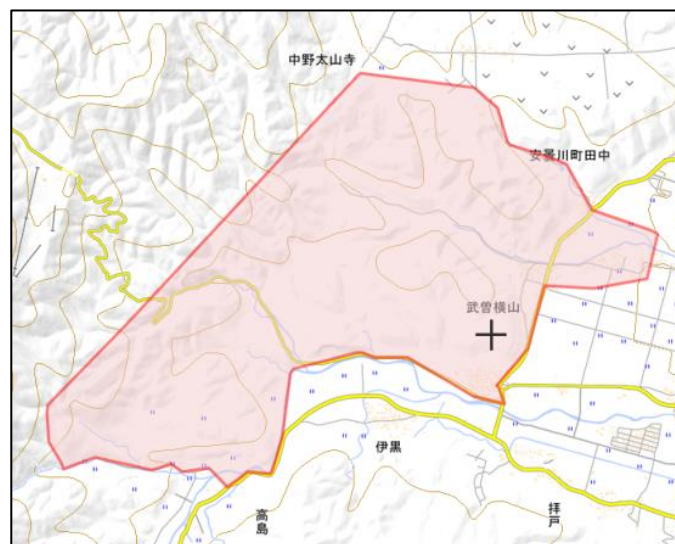 中野太山寺
安曇川町田中
武曽横山
伊黒
高島
拝戸